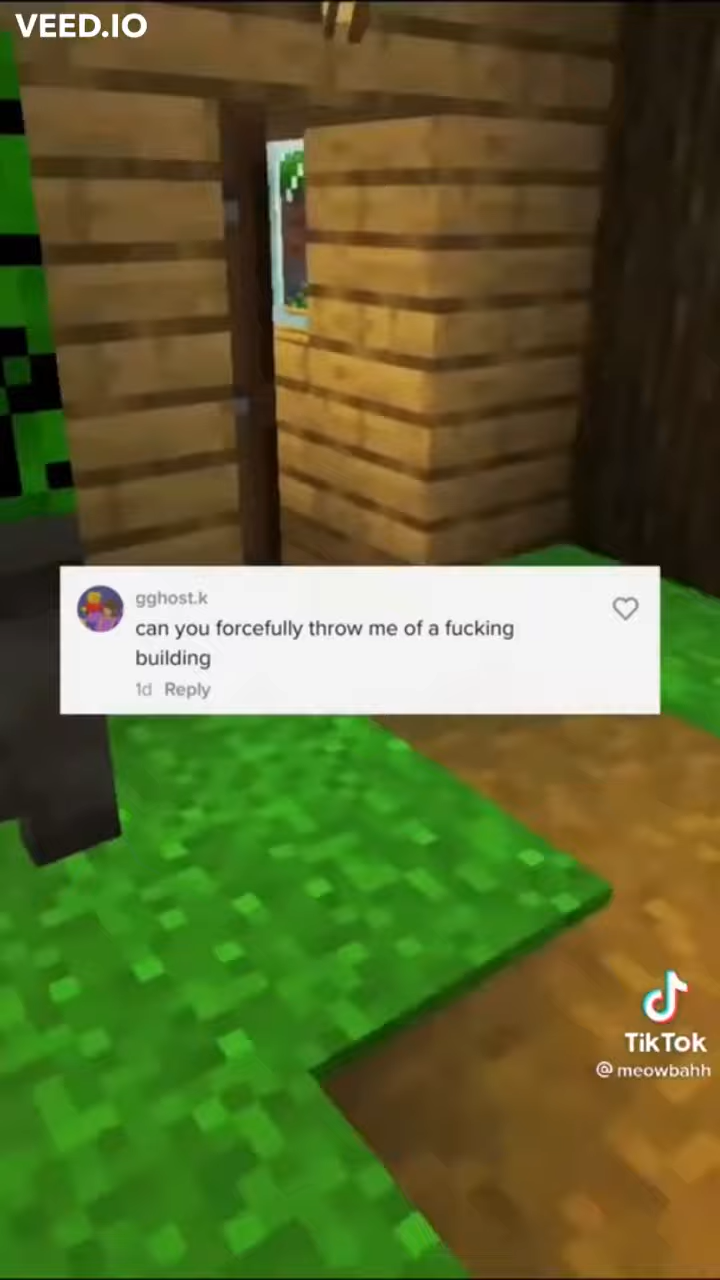 VEED.IO
gghost.k
can you forcefully throw me of a fucking
building
1d Reply
TikTok
@meowbahh